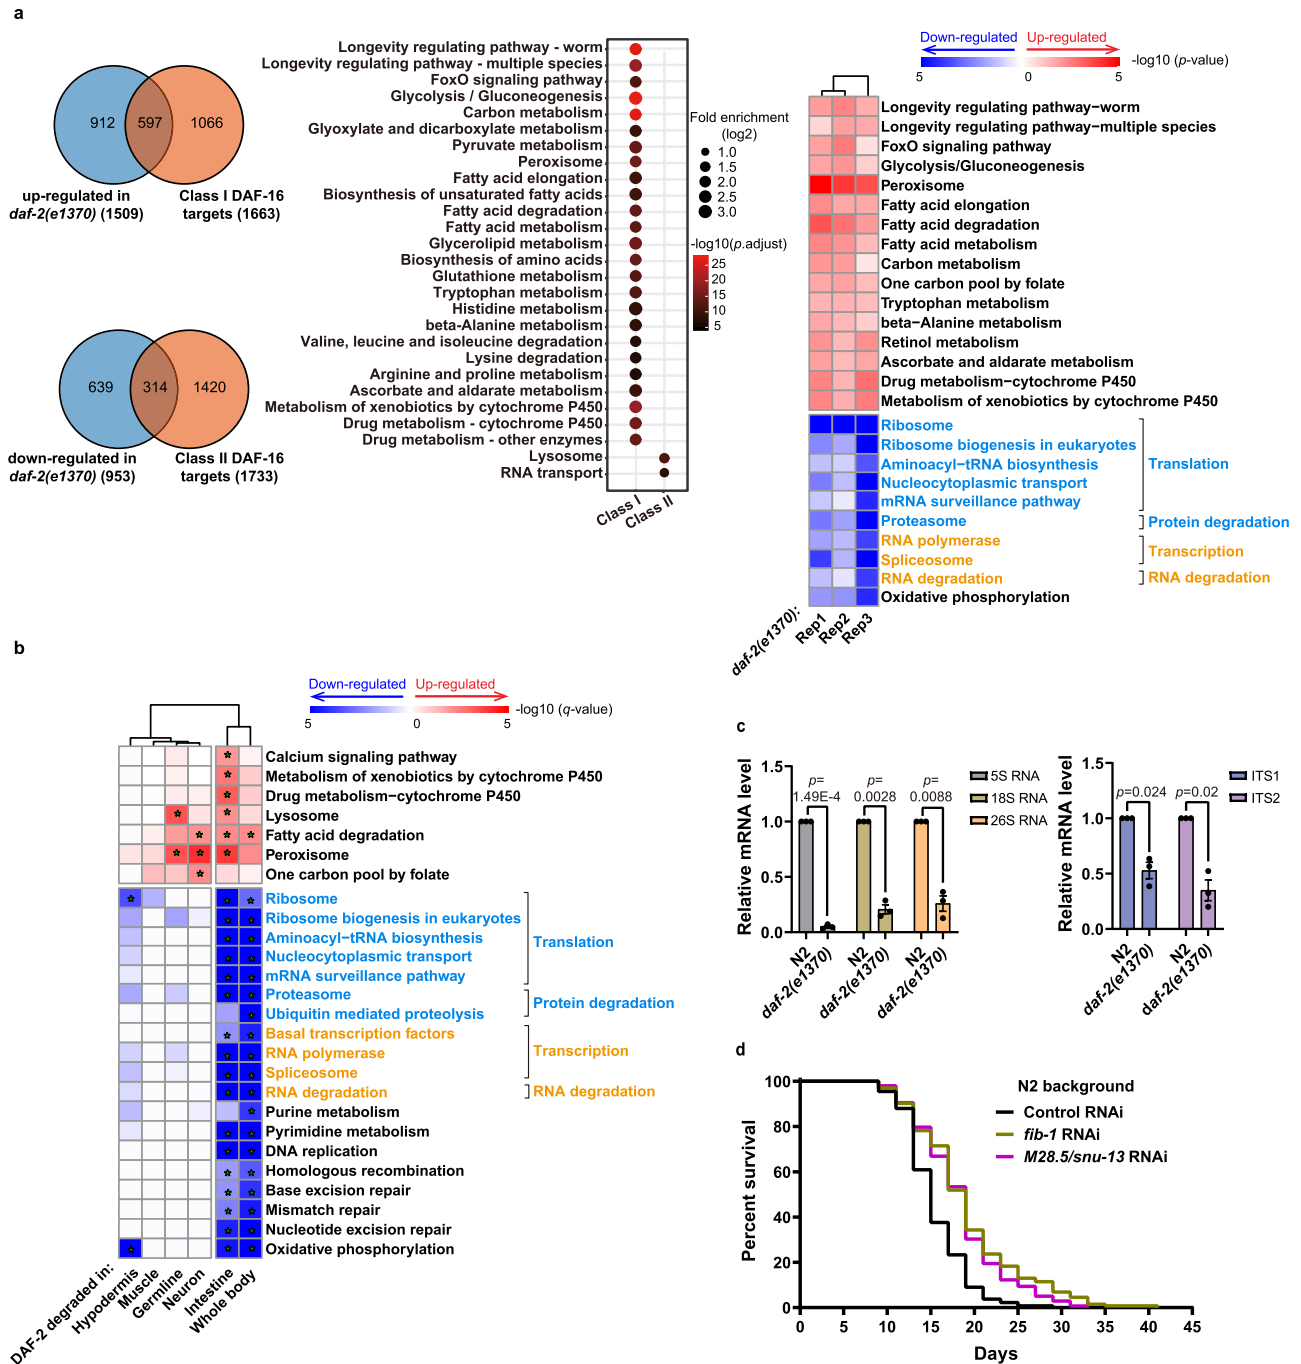 a
912
597
1066
up-regulated in
daf-2(e1370) (1509)
Class I DAF-16
targets (1663)
639
314
1420
down-regulated in
daf-2(e1370) (953)
Class II DAF-16
targets (1733)
Longevity regulating pathway - worm
Longevity regulating pathway - multiple species
FoxO signaling pathway
Glycolysis / Gluconeogenesis
Carbon metabolism
Glyoxylate and dicarboxylate metabolism
Pyruvate metabolism
Peroxisome
Fatty acid elongation
Biosynthesis of unsaturated fatty acids
Fatty acid degradation
Fatty acid metabolism
Glycerolipid metabolism
Biosynthesis of amino acids
Glutathione metabolism
Tryptophan metabolism
Histidine metabolism
beta-Alanine metabolism
Valine, leucine and isoleucine degradation
Lysine degradation
Arginine and proline metabolism
Ascorbate and aldarate metabolism
Metabolism of xenobiotics by cytochrome P450
Drug metabolism - cytochrome P450
Drug metabolism - other enzymes
Lysosome
RNA transport
Class I
Class II
Fold enrichment
(log2)
1.0
1.5
2.0
2.5
3.0
-log10(p.adjust)
25
20
15
10
5
Down-regulated
Up-regulated
5
0
5
-log10 (p-value)
Longevity regulating pathway−worm
Longevity regulating pathway−multiple species
FoxO signaling pathway
Glycolysis/Gluconeogenesis
Peroxisome
Fatty acid elongation
Fatty acid degradation
Fatty acid metabolism
Carbon metabolism
One carbon pool by folate
Tryptophan metabolism
beta−Alanine metabolism
Retinol metabolism
Ascorbate and aldarate metabolism
Drug metabolism−cytochrome P450
Metabolism of xenobiotics by cytochrome P450
Ribosome
Ribosome biogenesis in eukaryotes
Aminoacyl−tRNA biosynthesis
Nucleocytoplasmic transport
mRNA surveillance pathway
Proteasome
RNA polymerase
Spliceosome
RNA degradation
Oxidative phosphorylation
Translation
Protein degradation
Transcription
RNA degradation
daf-2(e1370):
Rep1
Rep2
Rep3
b
Down-regulated
Up-regulated
5
0
5
-log10 (q-value)
Calcium signaling pathway
Metabolism of xenobiotics by cytochrome P450
Drug metabolism−cytochrome P450
Lysosome
Fatty acid degradation
Peroxisome
One carbon pool by folate
Ribosome
Ribosome biogenesis in eukaryotes
Aminoacyl−tRNA biosynthesis
Nucleocytoplasmic transport
mRNA surveillance pathway
Proteasome
Ubiquitin mediated proteolysis
Basal transcription factors
RNA polymerase
Spliceosome
RNA degradation
Purine metabolism
Pyrimidine metabolism
DNA replication
Homologous recombination
Base excision repair
Mismatch repair
Nucleotide excision repair
Oxidative phosphorylation
Translation
Protein degradation
Transcription
RNA degradation
DAF-2 degraded in:
Hypodermis
Muscle
Germline
Neuron
Intestine
Whole body
c
Relative mRNA level
1.5
1.0
0.5
0.0
p=
1.49E-4
p=
0.0028
p=
0.0088
5S RNA
18S RNA
26S RNA
N2
daf-2(e1370)
N2
daf-2(e1370)
N2
daf-2(e1370)
Relative mRNA level
1.5
1.0
0.5
0.0
p=0.024
p=0.02
ITS1
ITS2
N2
daf-2(e1370)
N2
daf-2(e1370)
d
Percent survival
100
80
60
40
20
0
N2 background
Control RNAi
fib-1 RNAi
M28.5/snu-13 RNAi
0
5
10
15
20
25
30
35
40
45
Days